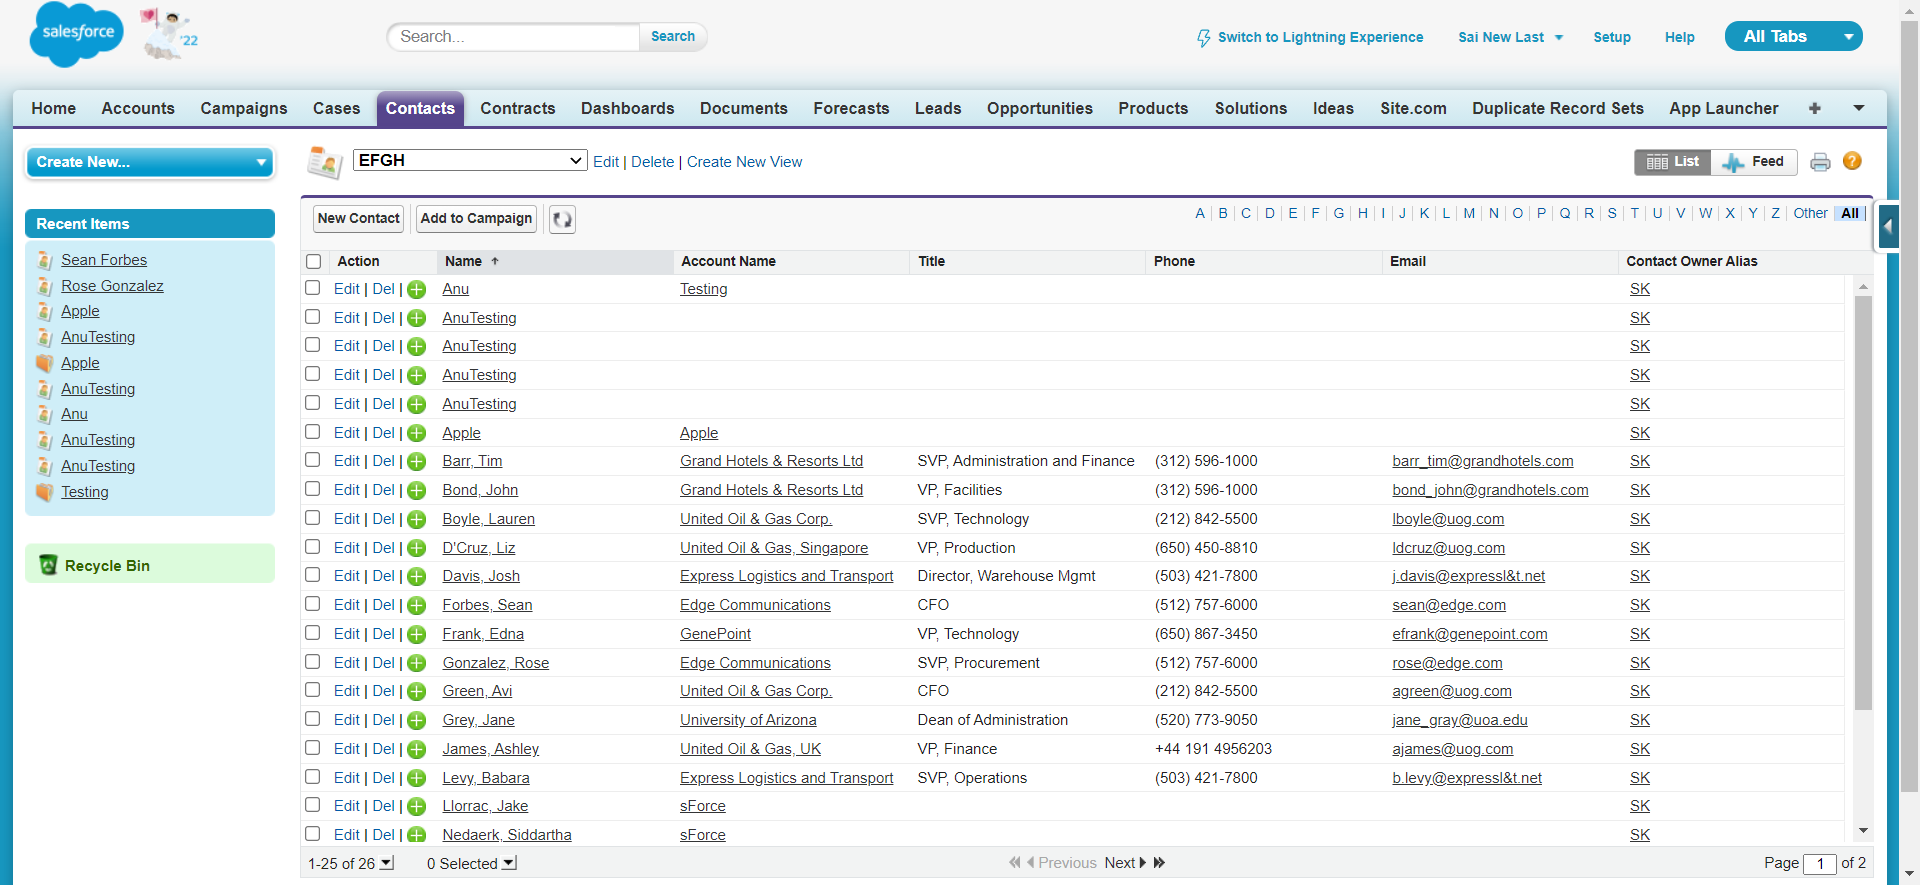 salesforce '22 Search... Search Switch to Lightning Experience Sai New Last Setup Help All Tabs
Home Accounts Campaigns Cases Contacts Contracts Dashboards Documents Forecasts Leads Opportunities Products Solutions Ideas Site.com Duplicate Record Sets App Launcher +
Create New...
Recent Items
Sean Forbes
Rose Gonzalez
Apple
AnuTesting
Apple
AnuTesting
Anu
AnuTesting
AnuTesting
Testing
Recycle Bin
EFGH Edit | Delete | Create New View List Feed ?
New Contact Add to Campaign A | B | C | D | E | F | G | H | I | J | K | L | M | N | O | P | Q | R | S | T | U | V | W | X | Y | Z | Other | All
Action Name Account Name Title Phone Email Contact Owner Alias
Edit | Del | Anu Testing SK
Edit | Del | AnuTesting SK
Edit | Del | AnuTesting SK
Edit | Del | AnuTesting SK
Edit | Del | AnuTesting SK
Edit | Del | Apple Apple SK
Edit | Del | Barr, Tim Grand Hotels & Resorts Ltd SVP, Administration and Finance (312) 596-1000 barr_tim@grandhotels.com SK
Edit | Del | Bond, John Grand Hotels & Resorts Ltd VP, Facilities (312) 596-1000 bond_john@grandhotels.com SK
Edit | Del | Boyle, Lauren United Oil & Gas Corp. SVP, Technology (212) 842-5500 lboyle@uog.com SK
Edit | Del | D'Cruz, Liz United Oil & Gas, Singapore VP, Production (650) 450-8810 ldcruz@uog.com SK
Edit | Del | Davis, Josh Express Logistics and Transport Director, Warehouse Mgmt (503) 421-7800 j.davis@expressl&t.net SK
Edit | Del | Forbes, Sean Edge Communications CFO (512) 757-6000 sean@edge.com SK
Edit | Del | Frank, Edna GenePoint VP, Technology (650) 867-3450 efrank@genepoint.com SK
Edit | Del | Gonzalez, Rose Edge Communications SVP, Procurement (512) 757-6000 rose@edge.com SK
Edit | Del | Green, Avi United Oil & Gas Corp. CFO (212) 842-5500 agreen@uog.com SK
Edit | Del | Grey, Jane University of Arizona Dean of Administration (520) 773-9050 jane_gray@uoa.edu SK
Edit | Del | James, Ashley United Oil & Gas, UK VP, Finance +44 191 4956203 ajames@uog.com SK
Edit | Del | Levy, Babara Express Logistics and Transport SVP, Operations (503) 421-7800 b.levy@expressl&t.net SK
Edit | Del | Llorrac, Jake sForce SK
Edit | Del | Nedaerk, Siddartha sForce SK
1-25 of 26 0 Selected Previous Next Page 1 of 2